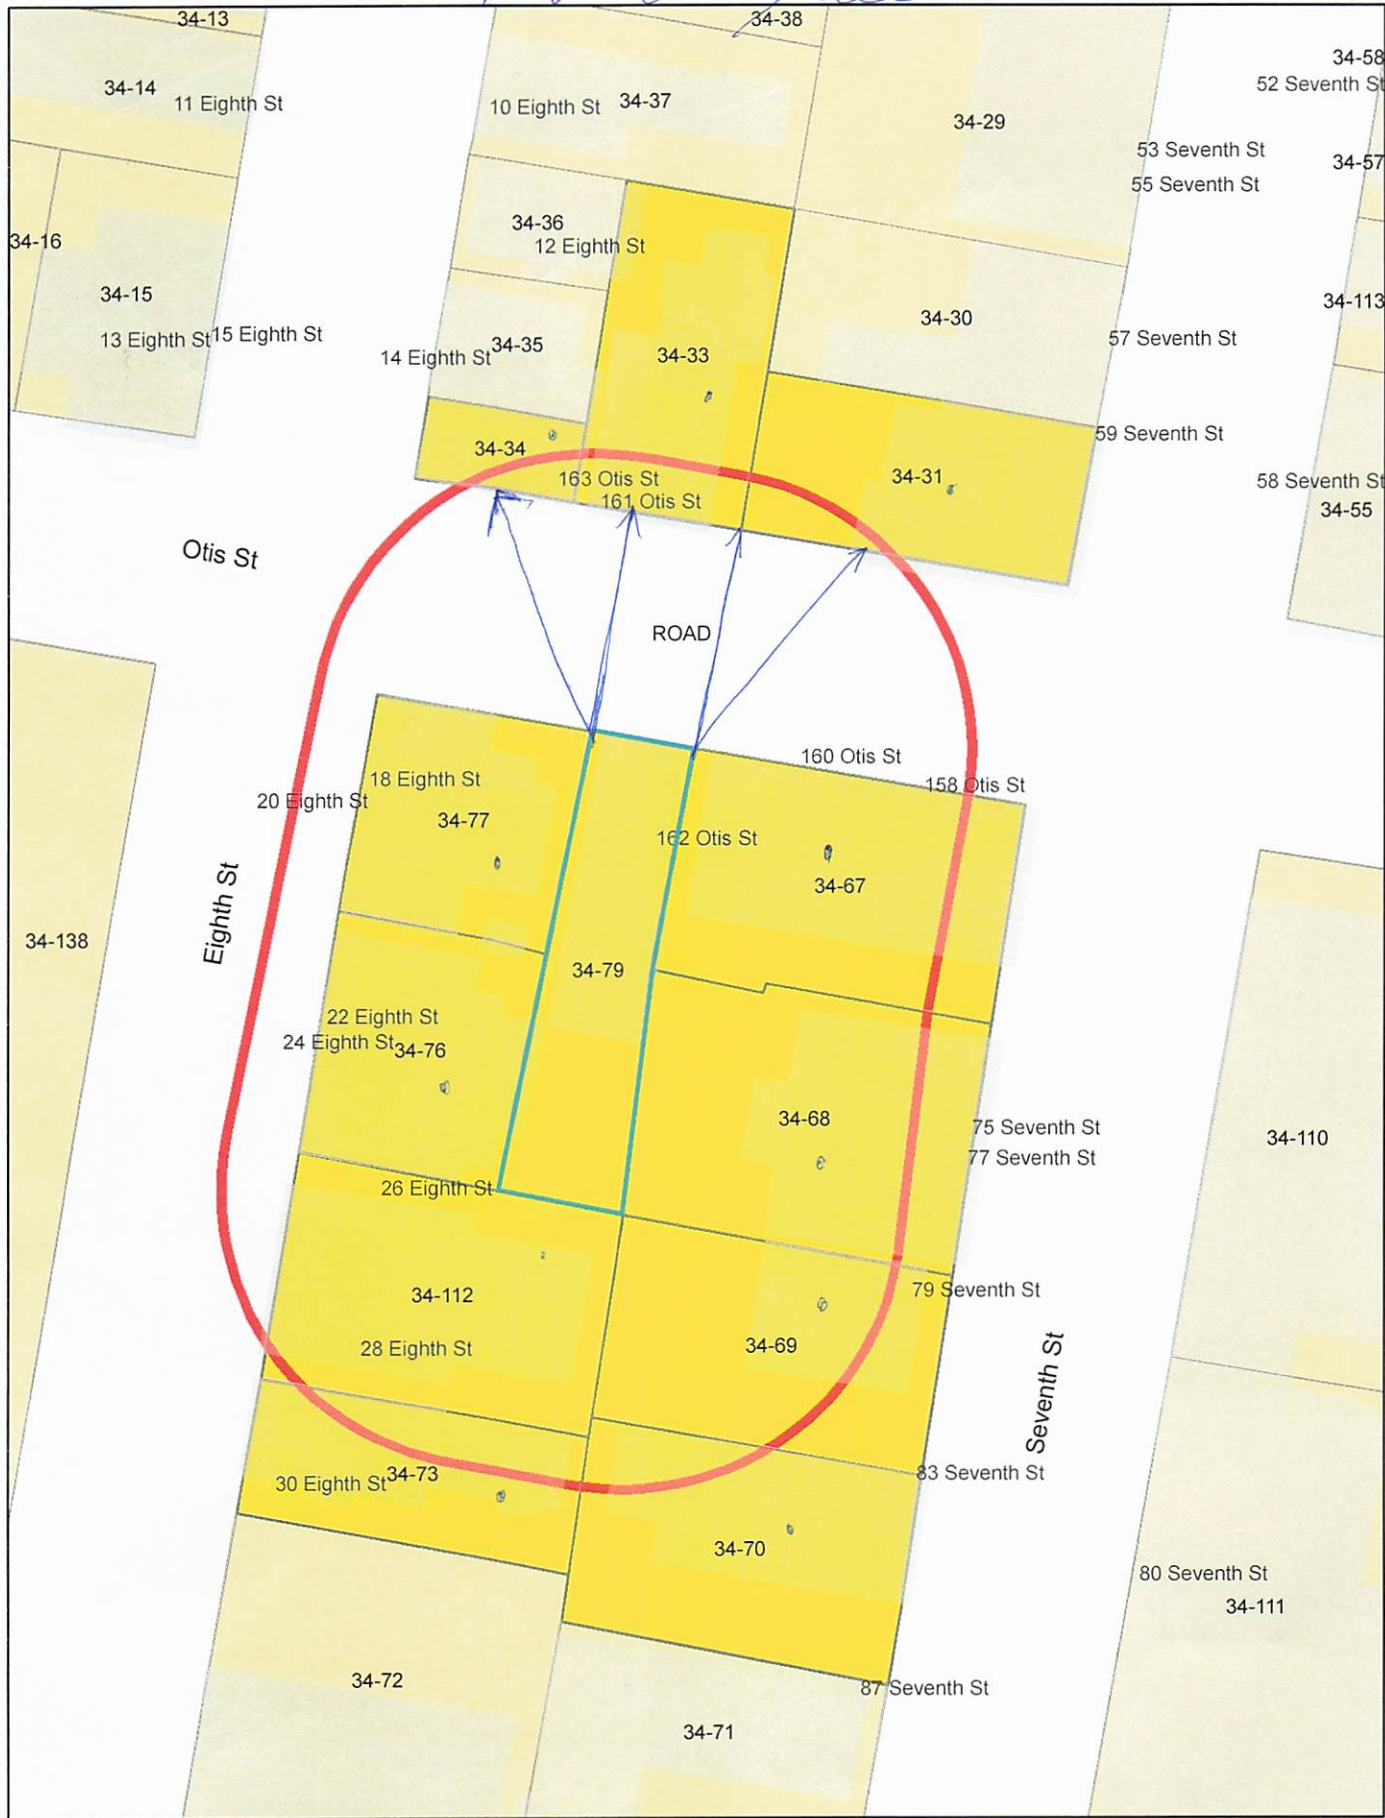 34-13
34-38
34-58
34-14
11 Eighth St
10 Eighth St
34-37
52 Seventh St
34-29
53 Seventh St
34-57
55 Seventh St
34-36
34-16
12 Eighth St
34-15
34-113
34-30
13 Eighth St
15 Eighth St
57 Seventh St
34-35
14 Eighth St
34-33
59 Seventh St
34-34
163 Otis St
34-31
58 Seventh St
161 Otis St
34-55
Otis St
ROAD
160 Otis St
18 Eighth St
158 Otis St
20 Eighth St
34-77
162 Otis St
34-67
Eighth St
34-138
34-79
22 Eighth St
24 Eighth St
34-76
34-68
75 Seventh St
34-110
77 Seventh St
26 Eighth St
34-112
79 Seventh St
34-69
28 Eighth St
Seventh St
34-73
83 Seventh St
30 Eighth St
34-70
80 Seventh St
34-111
34-72
87 Seventh St
34-71